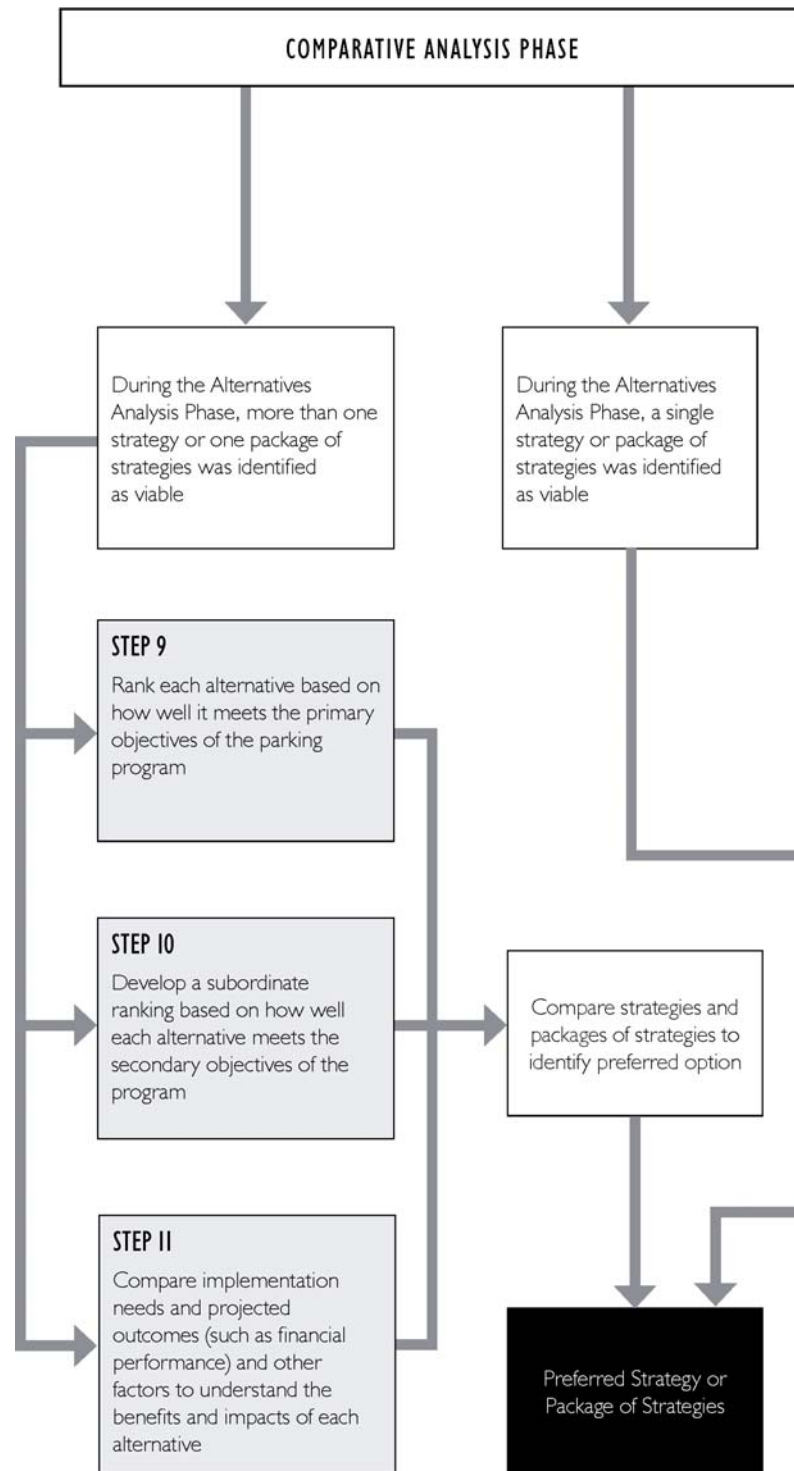 COMPARATIVE ANALYSIS PHASE
During the Alternatives
Analysis Phase, more than one
strategy or one package of
strategies was identified
as viable
During the Alternatives
Analysis Phase, a single
strategy or package of
strategies was identified
as viable
STEP 9
Rank each alternative based on
how well it meets the primary
objectives of the parking
program
STEP 10
Develop a subordinate
ranking based on how well
each alternative meets the
secondary objectives of the
program
Compare strategies and
packages of strategies to
identify preferred option
STEP 11
Compare implementation
needs and projected
outcomes (such as financial
performance) and other
factors to understand the
benefits and impacts of each
alternative
Preferred Strategy or
Package of Strategies